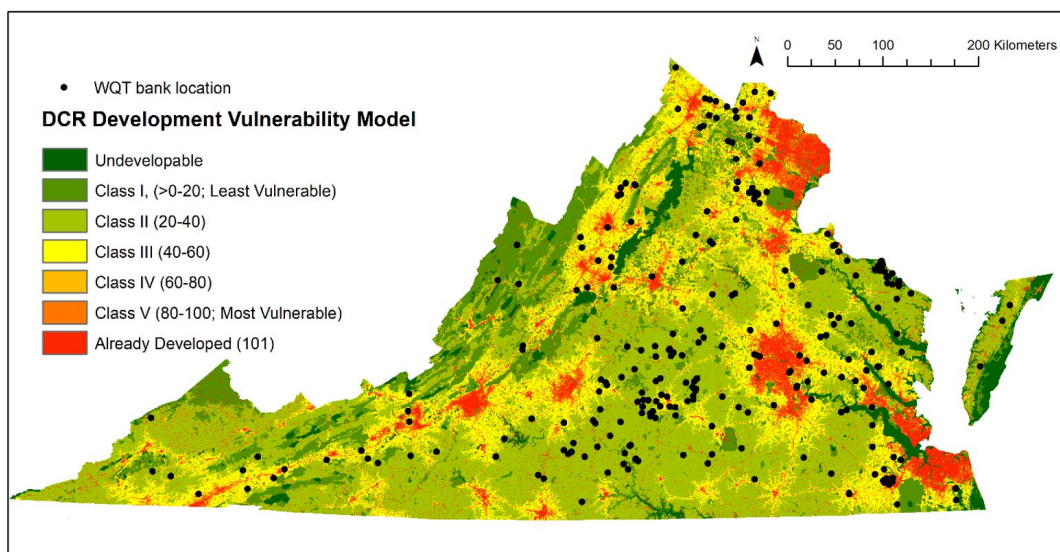 N
0 50 100 200 Kilometers
WQT bank location
DCR Development Vulnerability Model
Undevelopable
Class I, (>0-20; Least Vulnerable)
Class II (20-40)
Class III (40-60)
Class IV (60-80)
Class V (80-100; Most Vulnerable)
Already Developed (101)